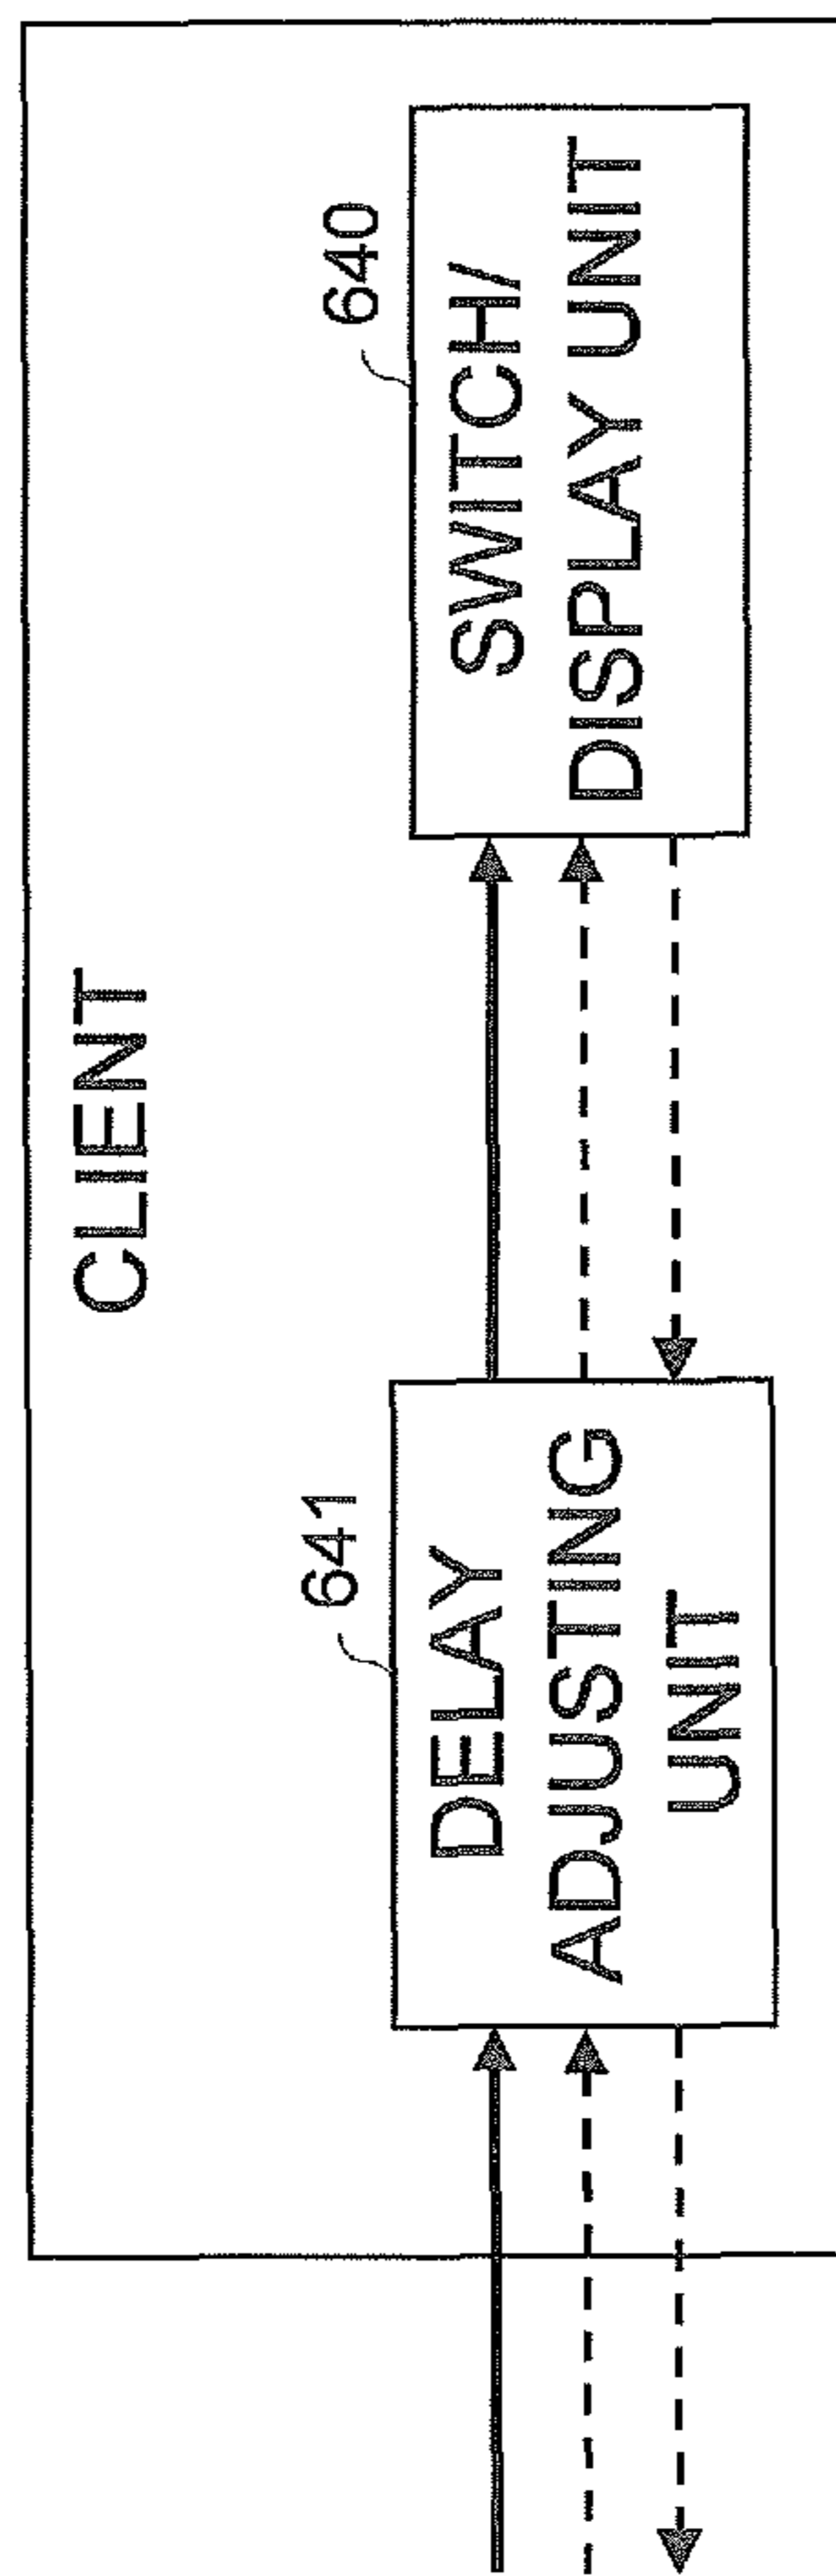 CLIENT
641
DELAY
ADJUSTING
UNIT
640
SWITCH/
DISPLAY UNIT